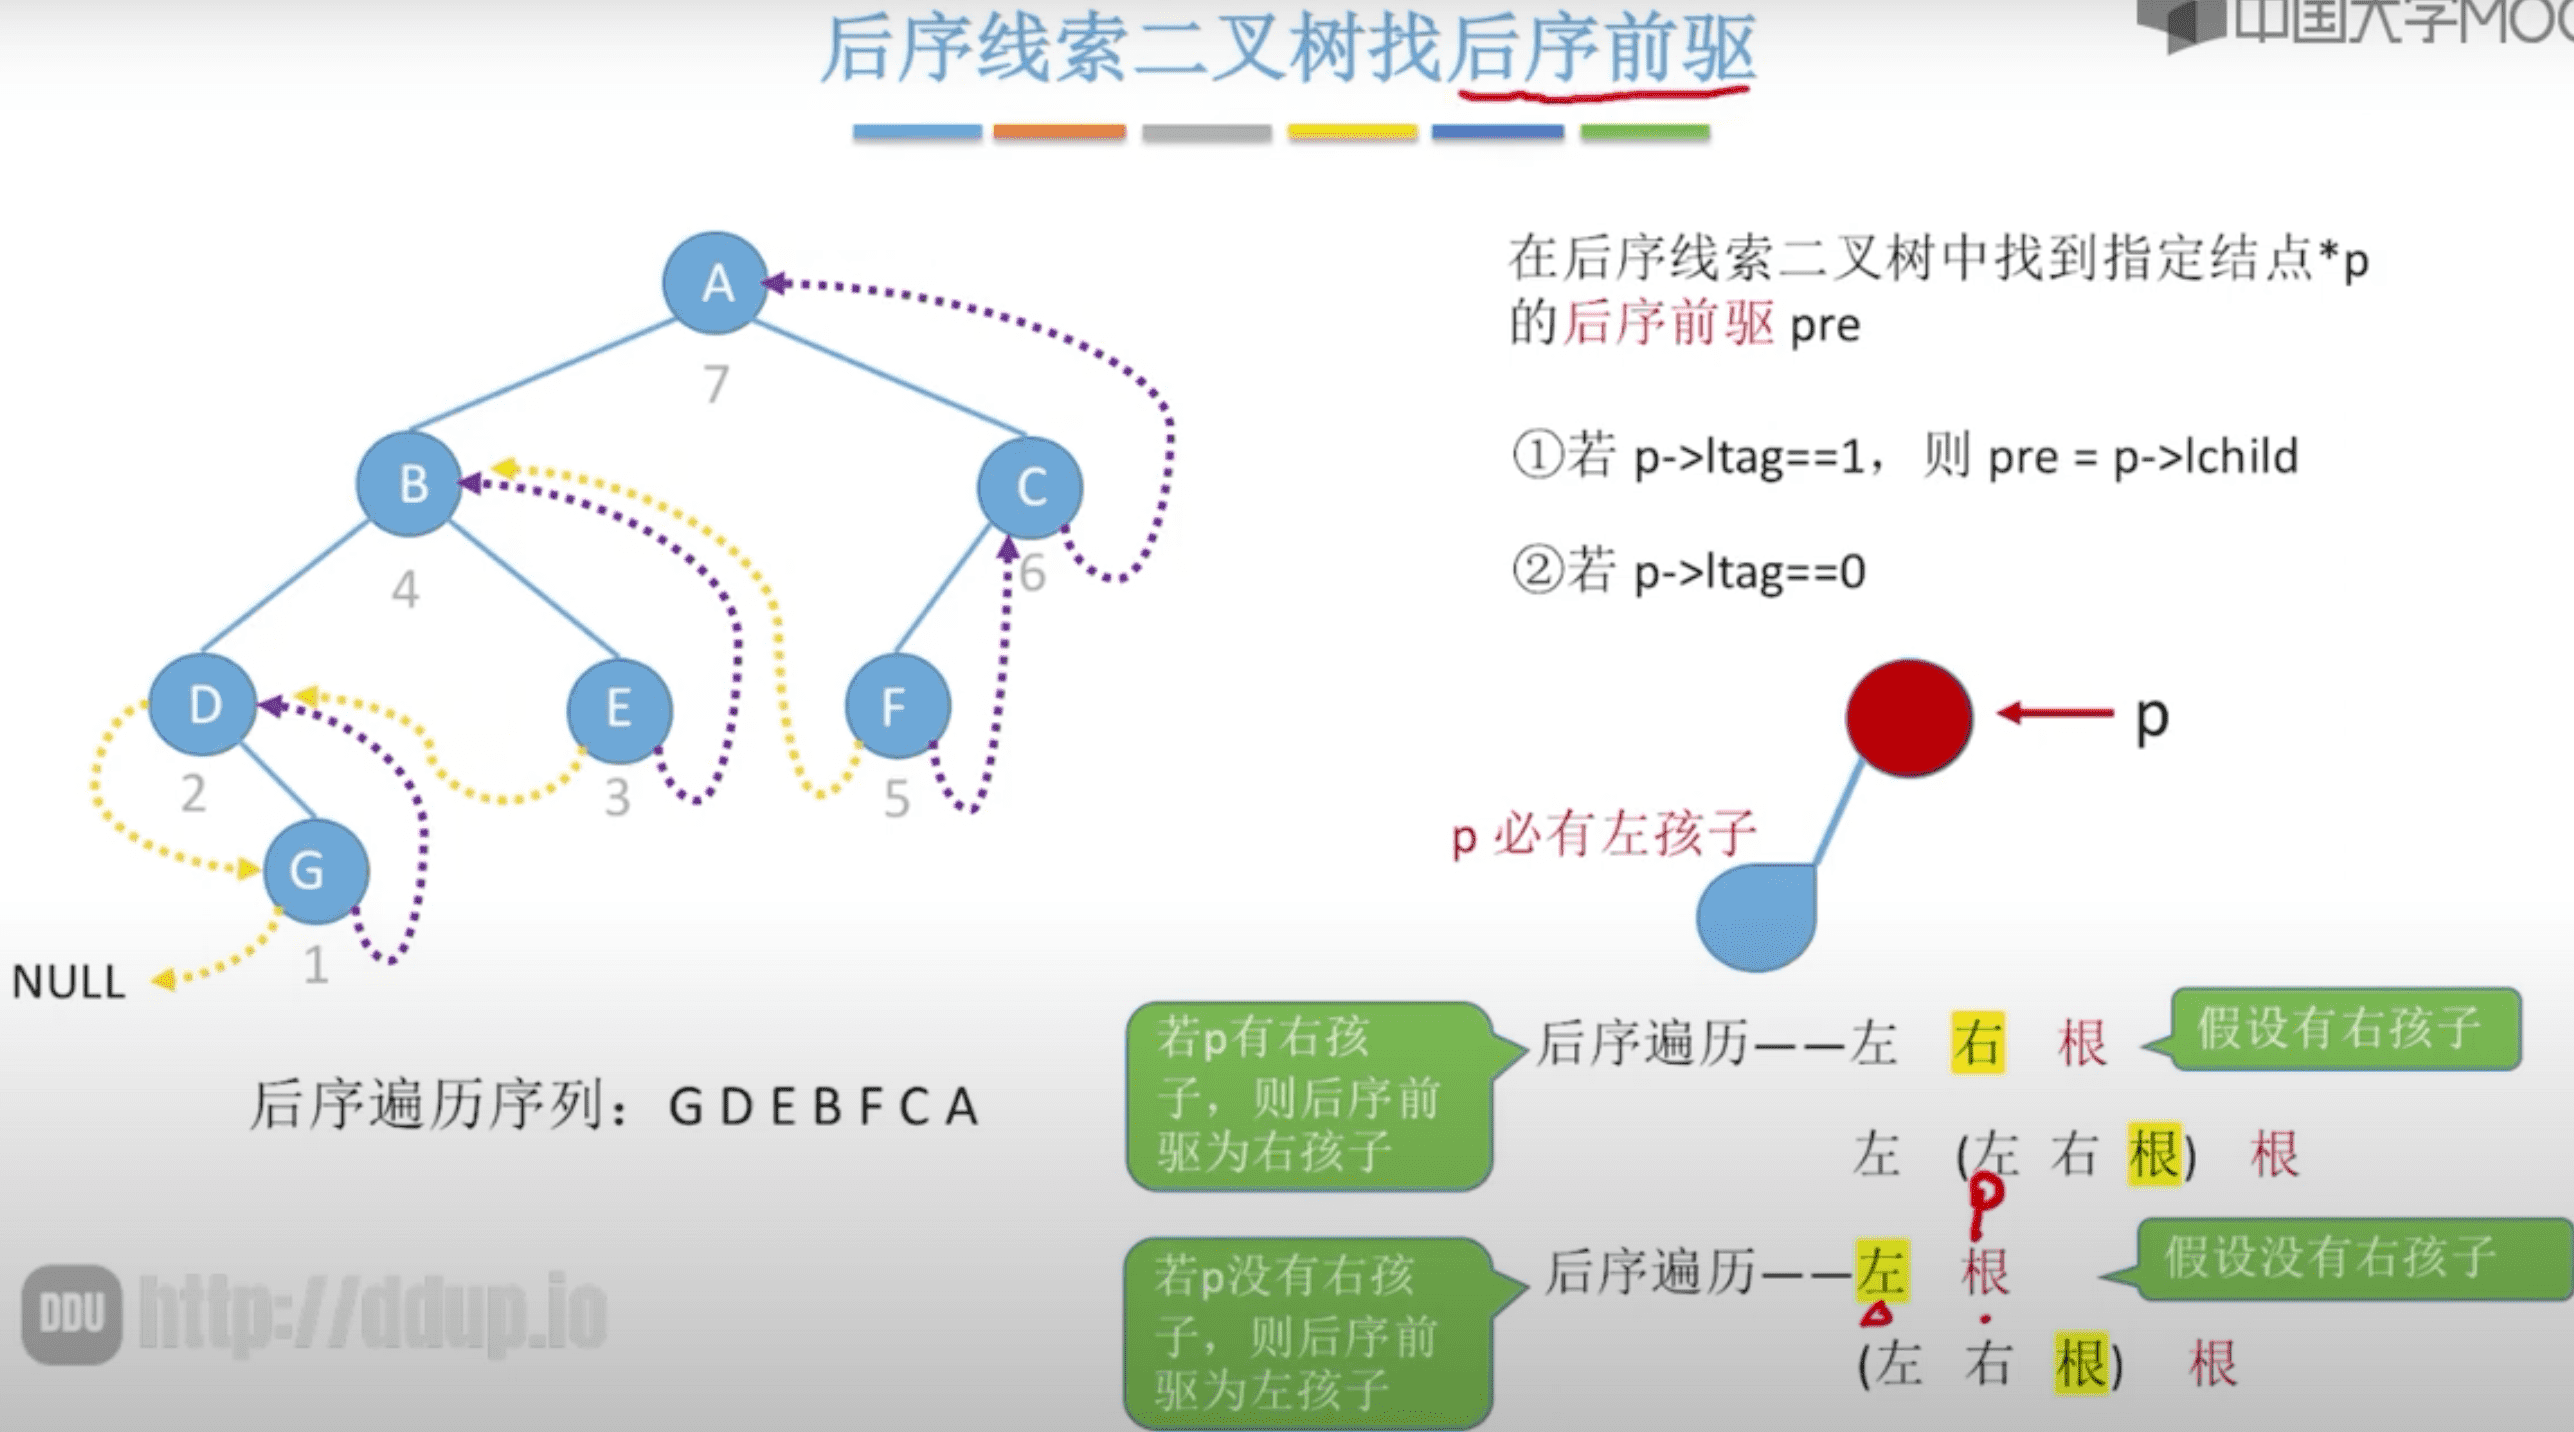 后序线索二叉树找后序前驱
中国大学MOO
在后序线索二叉树中找到指定结点*p
的后序前驱 pre
①若 p->ltag==1，则 pre = p->lchild
②若 p->ltag==0
A
7
B
C
4
6
D
E
F
2
3
5
G
1
NULL
p
p 必有左孩子
后序遍历序列：G D E B F C A
若p有右孩
子，则后序前
驱为右孩子
后序遍历——左 右 根
假设有右孩子
左 (左 右 根) 根
p
若p没有右孩
子，则后序前
驱为左孩子
后序遍历——左 根
假设没有右孩子
(左 右 根) 根
DDU http://ddup.io